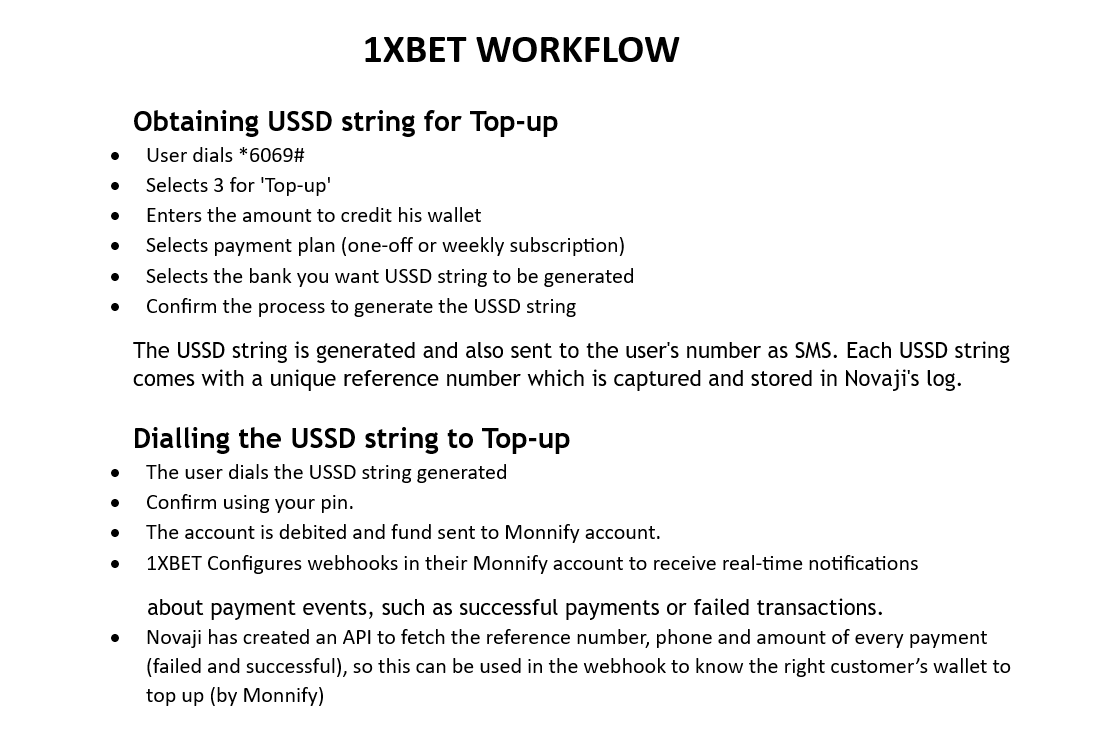 1XBET WORKFLOW
Obtaining USSD string for Top-up
• User dials *6069#
• Selects 3 for 'Top-up'
• Enters the amount to credit his wallet
• Selects payment plan (one-off or weekly subscription)
• Selects the bank you want USSD string to be generated
• Confirm the process to generate the USSD string
The USSD string is generated and also sent to the user's number as SMS. Each USSD string
comes with a unique reference number which is captured and stored in Novaji's log.
Dialling the USSD string to Top-up
• The user dials the USSD string generated
• Confirm using your pin.
• The account is debited and fund sent to Monnify account.
• 1XBET Configures webhooks in their Monnify account to receive real-time notifications
about payment events, such as successful payments or failed transactions.
• Novaji has created an API to fetch the reference number, phone and amount of every payment
(failed and successful), so this can be used in the webhook to know the right customer’s wallet to
top up (by Monnify)